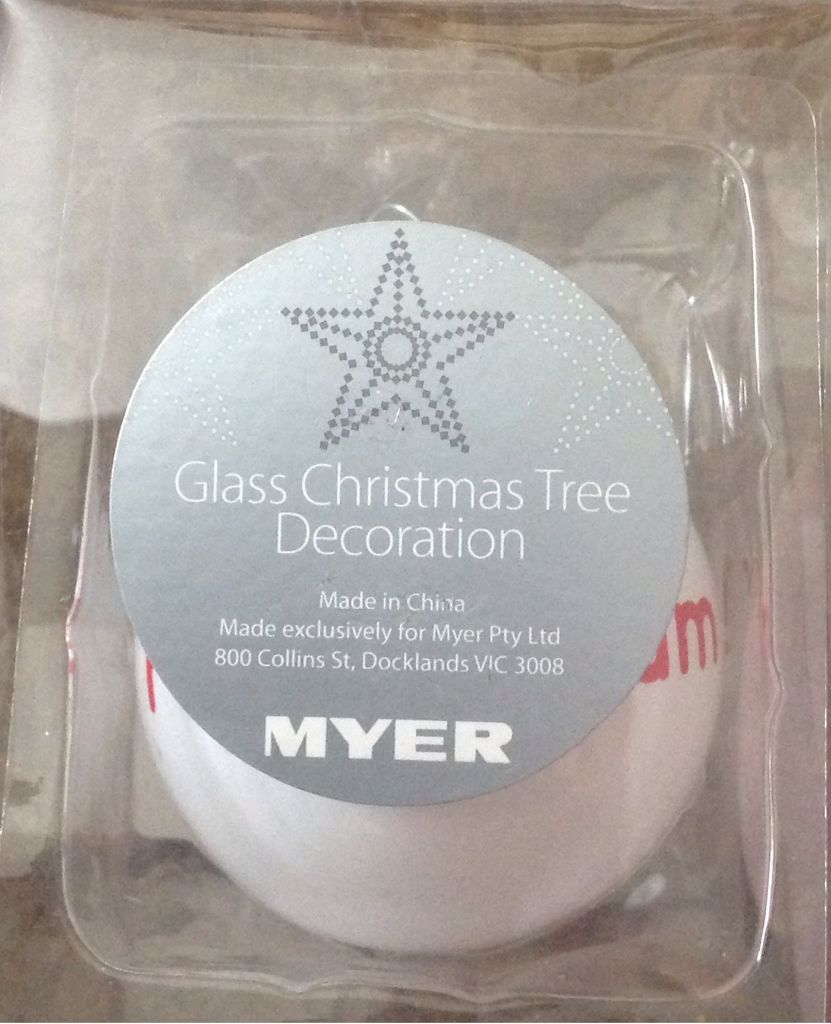 Glass Christmas Tree
Decoration
Made in China
Made exclusively for Myer Pty Ltd
800 Collins St, Docklands VIC 3008
MYER